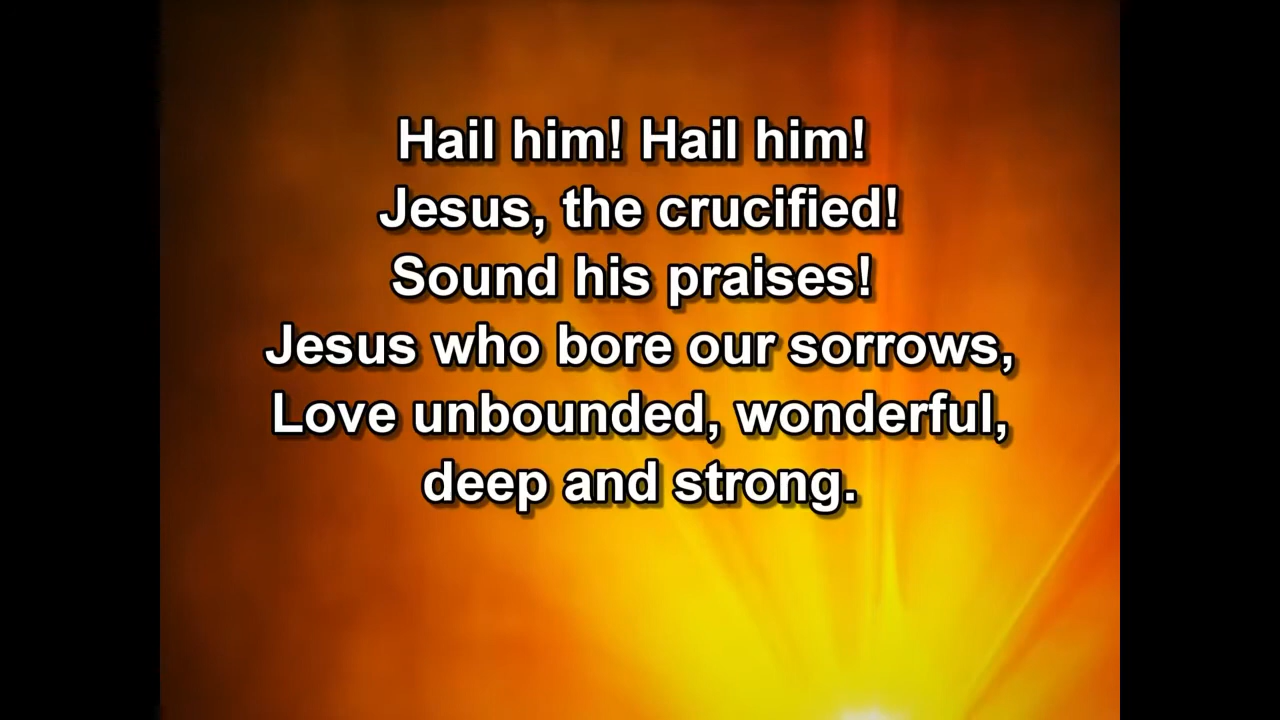 Hail him! Hail him!
Jesus, the crucified!
Sound his praises!
Jesus who bore our sorrows,
Love unbounded, wonderful,
deep and strong.